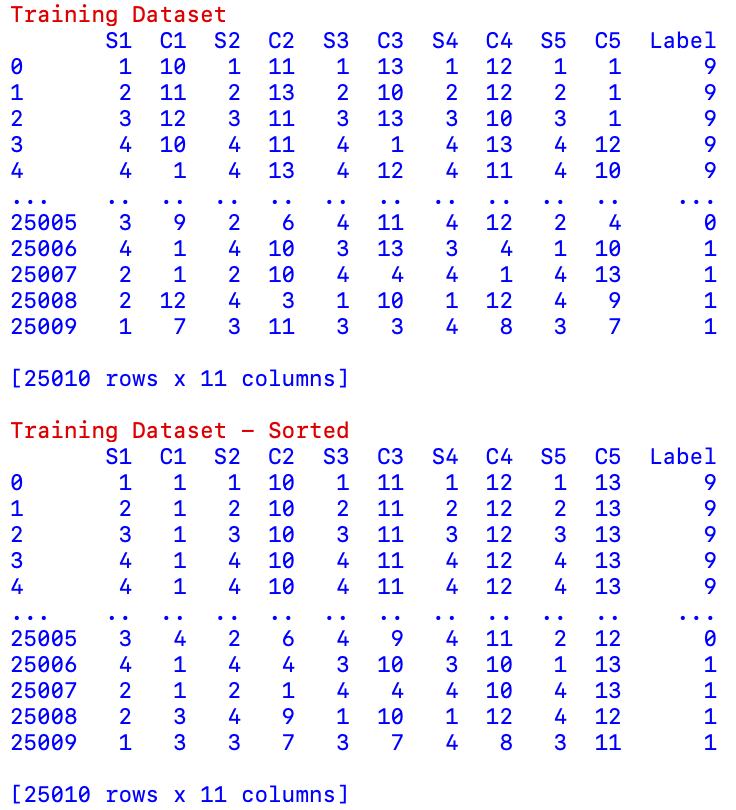 Training Dataset
S1 C1 S2 C2 S3 C3 S4 C4 S5 C5 Label
0 1 10 1 11 1 13 1 12 1 1 9
1 2 11 2 13 2 10 2 12 2 1 9
2 3 12 3 11 3 13 3 10 3 1 9
3 4 10 4 11 4 1 4 13 4 12 9
4 4 1 4 13 4 12 4 11 4 10 9
... .. .. .. .. .. .. .. .. .. .. ...
25005 3 9 2 6 4 11 4 12 2 4 0
25006 4 1 4 10 3 13 3 4 1 10 1
25007 2 1 2 10 4 4 4 1 4 13 1
25008 2 12 4 3 1 10 1 12 4 9 1
25009 1 7 3 11 3 3 4 8 3 7 1
[25010 rows x 11 columns]
Training Dataset – Sorted
S1 C1 S2 C2 S3 C3 S4 C4 S5 C5 Label
0 1 1 1 10 1 11 1 12 1 13 9
1 2 1 2 10 2 11 2 12 2 13 9
2 3 1 3 10 3 11 3 12 3 13 9
3 4 1 4 10 4 11 4 12 4 13 9
4 4 1 4 10 4 11 4 12 4 13 9
... .. .. .. .. .. .. .. .. .. .. ...
25005 3 4 2 6 4 9 4 11 2 12 0
25006 4 1 4 4 3 10 3 10 1 13 1
25007 2 1 2 1 4 4 4 10 4 13 1
25008 2 3 4 9 1 10 1 12 4 12 1
25009 1 3 3 7 3 7 4 8 3 11 1
[25010 rows x 11 columns]